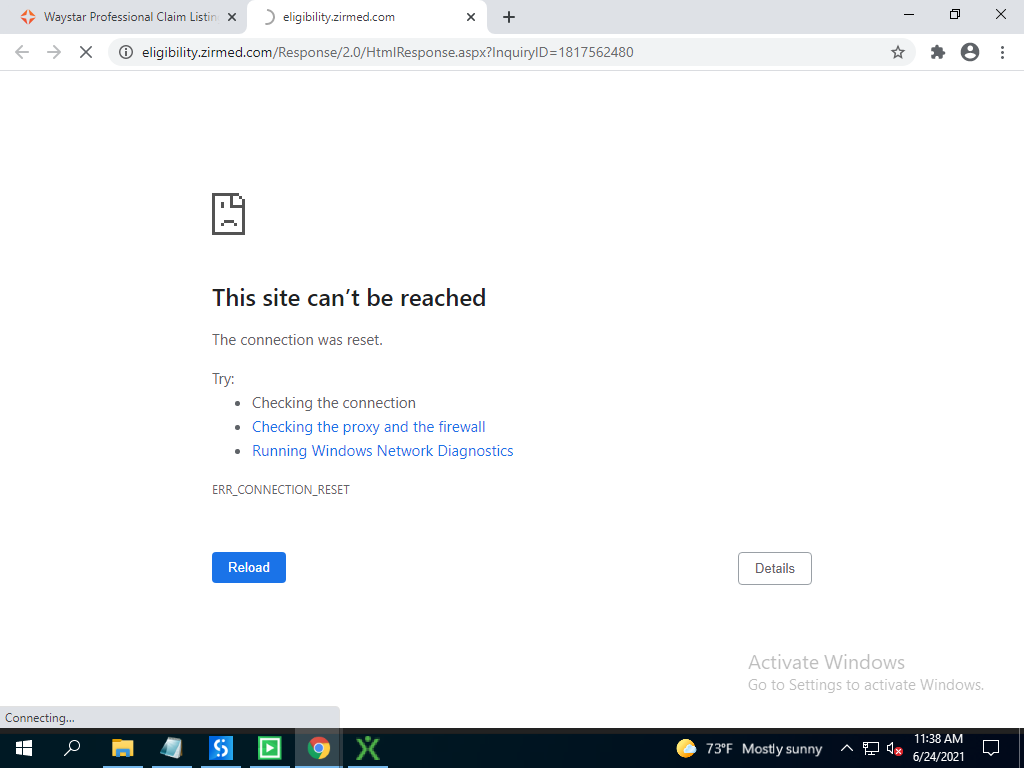 Waystar Professional Claim Listin
eligibility.zirmed.com
eligibility.zirmed.com/Response/2.0/HtmlResponse.aspx?InquiryID=1817562480
This site can’t be reached
The connection was reset.
Try:
Checking the connection
Checking the proxy and the firewall
Running Windows Network Diagnostics
ERR_CONNECTION_RESET
Reload
Details
Activate Windows
Go to Settings to activate Windows.
Connecting...
73°F Mostly sunny
11:38 AM
6/24/2021